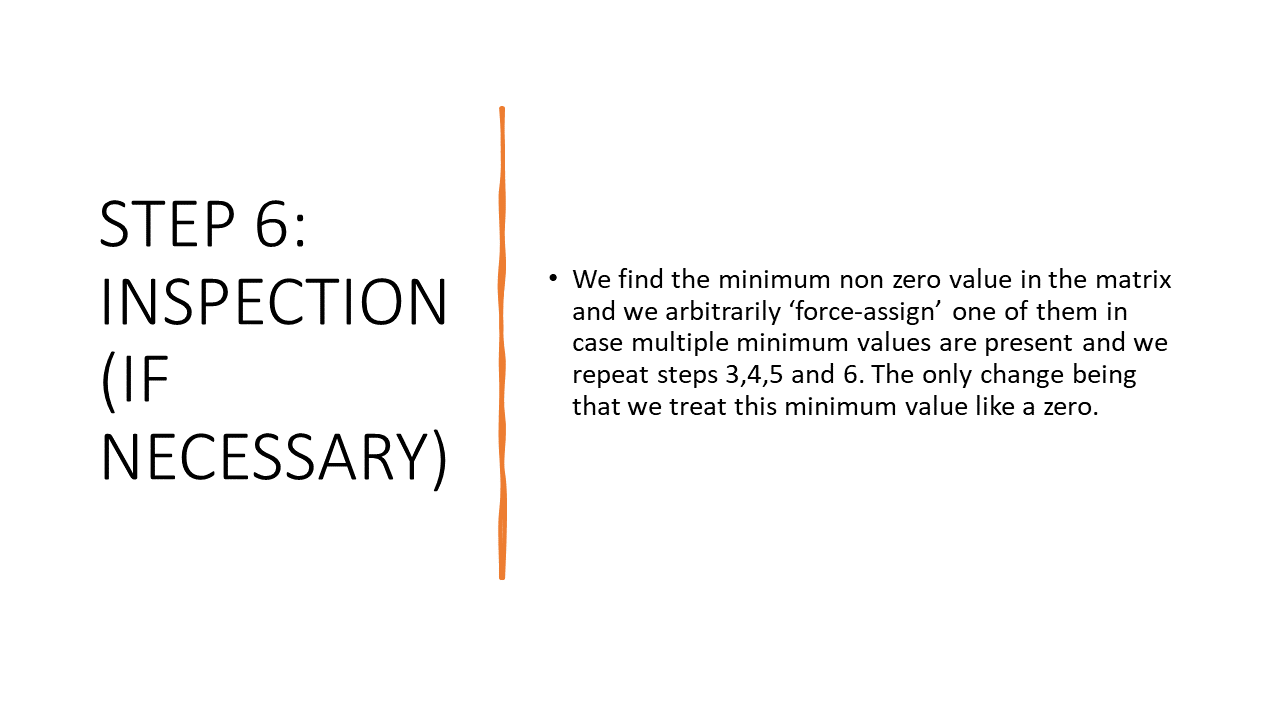 STEP 6:
INSPECTION
(IF
NECESSARY)
• We find the minimum non zero value in the matrix
and we arbitrarily ‘force-assign’ one of them in
case multiple minimum values are present and we
repeat steps 3,4,5 and 6. The only change being
that we treat this minimum value like a zero.